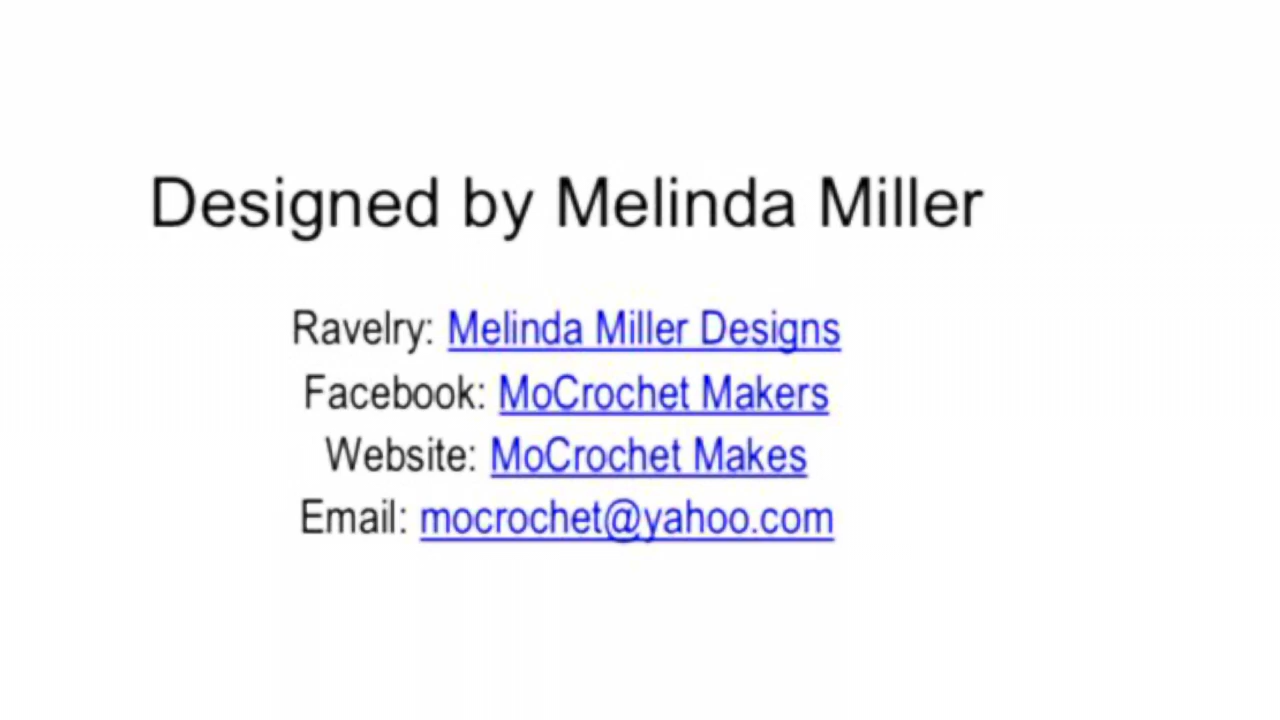 Designed by Melinda Miller
Ravelry: Melinda Miller Designs
Facebook: MoCrochet Makers
Website: MoCrochet Makes
Email: mocrochet@yahoo.com